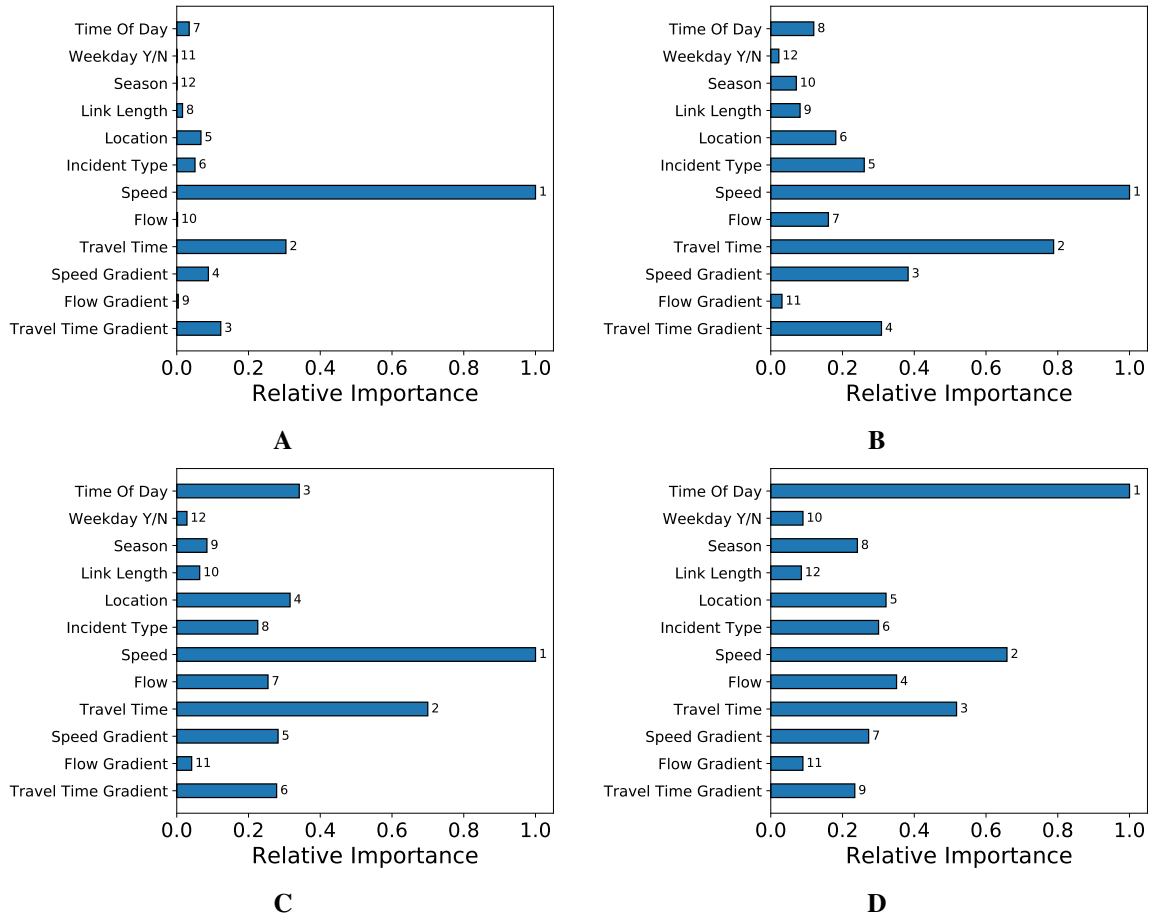 Time Of Day 7
Weekday Y/N 11
Season 12
Link Length 8
Location 5
Incident Type 6
Speed 1
Flow 10
Travel Time 2
Speed Gradient 4
Flow Gradient 9
Travel Time Gradient 3
0.0 0.2 0.4 0.6 0.8 1.0
Relative Importance
A
Time Of Day 8
Weekday Y/N 12
Season 10
Link Length 9
Location 6
Incident Type 5
Speed 1
Flow 7
Travel Time 2
Speed Gradient 3
Flow Gradient 11
Travel Time Gradient 4
0.0 0.2 0.4 0.6 0.8 1.0
Relative Importance
B
Time Of Day 3
Weekday Y/N 12
Season 9
Link Length 10
Location 4
Incident Type 8
Speed 1
Flow 7
Travel Time 2
Speed Gradient 5
Flow Gradient 11
Travel Time Gradient 6
0.0 0.2 0.4 0.6 0.8 1.0
Relative Importance
C
Time Of Day 1
Weekday Y/N 10
Season 8
Link Length 12
Location 5
Incident Type 6
Speed 2
Flow 4
Travel Time 3
Speed Gradient 7
Flow Gradient 11
Travel Time Gradient 9
0.0 0.2 0.4 0.6 0.8 1.0
Relative Importance
D